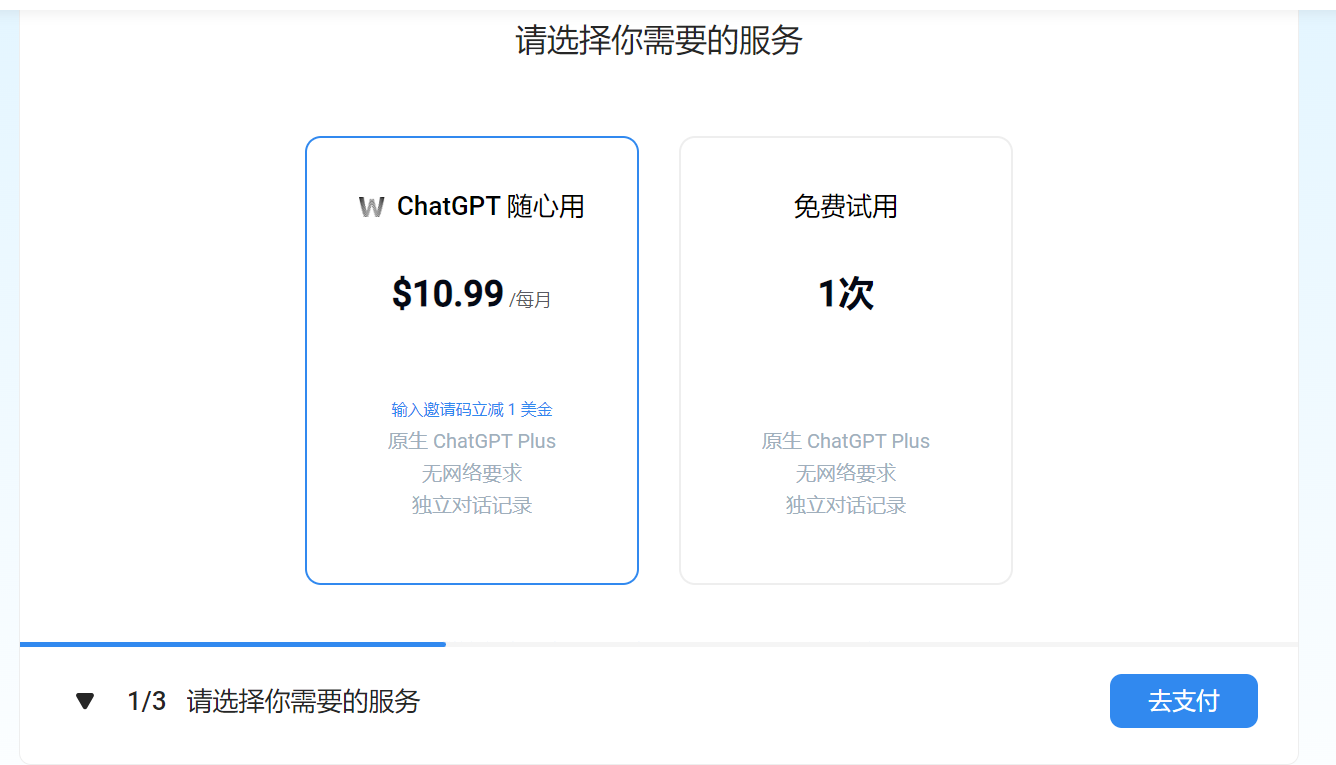 请选择你需要的服务
W ChatGPT 随心用
$10.99 /每月
输入邀请码立减 1 美金
原生 ChatGPT Plus
无网络要求
独立对话记录
免费试用
1次
原生 ChatGPT Plus
无网络要求
独立对话记录
1/3 请选择你需要的服务
去支付